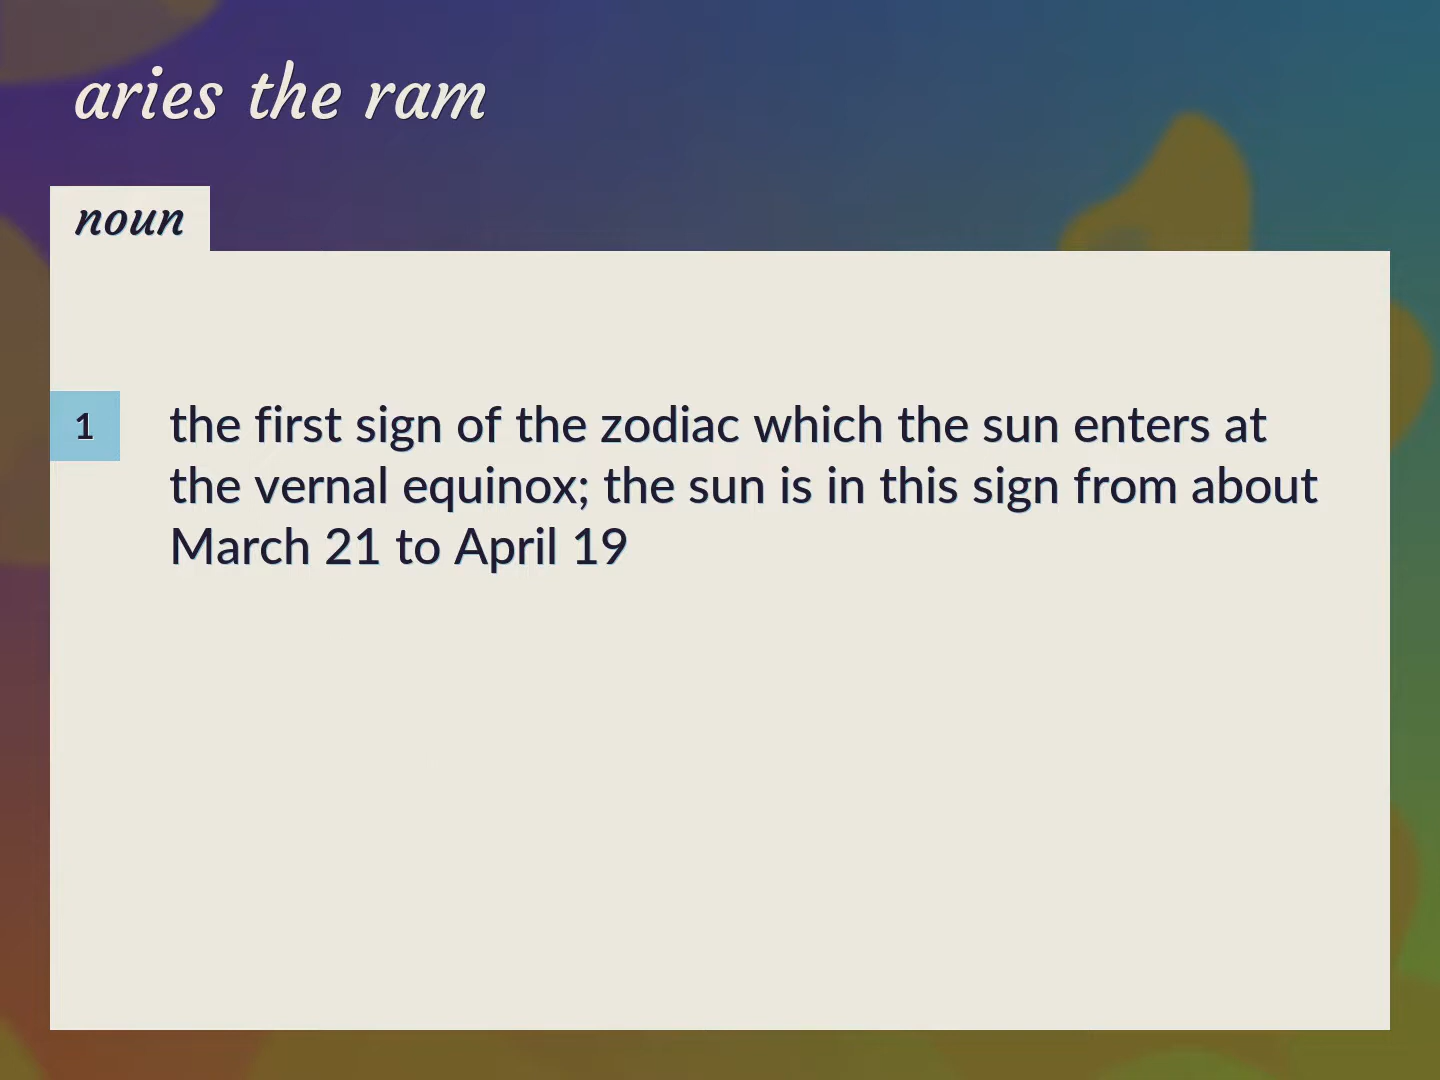 aries the ram
noun
1
the first sign of the zodiac which the sun enters at
the vernal equinox; the sun is in this sign from about
March 21 to April 19